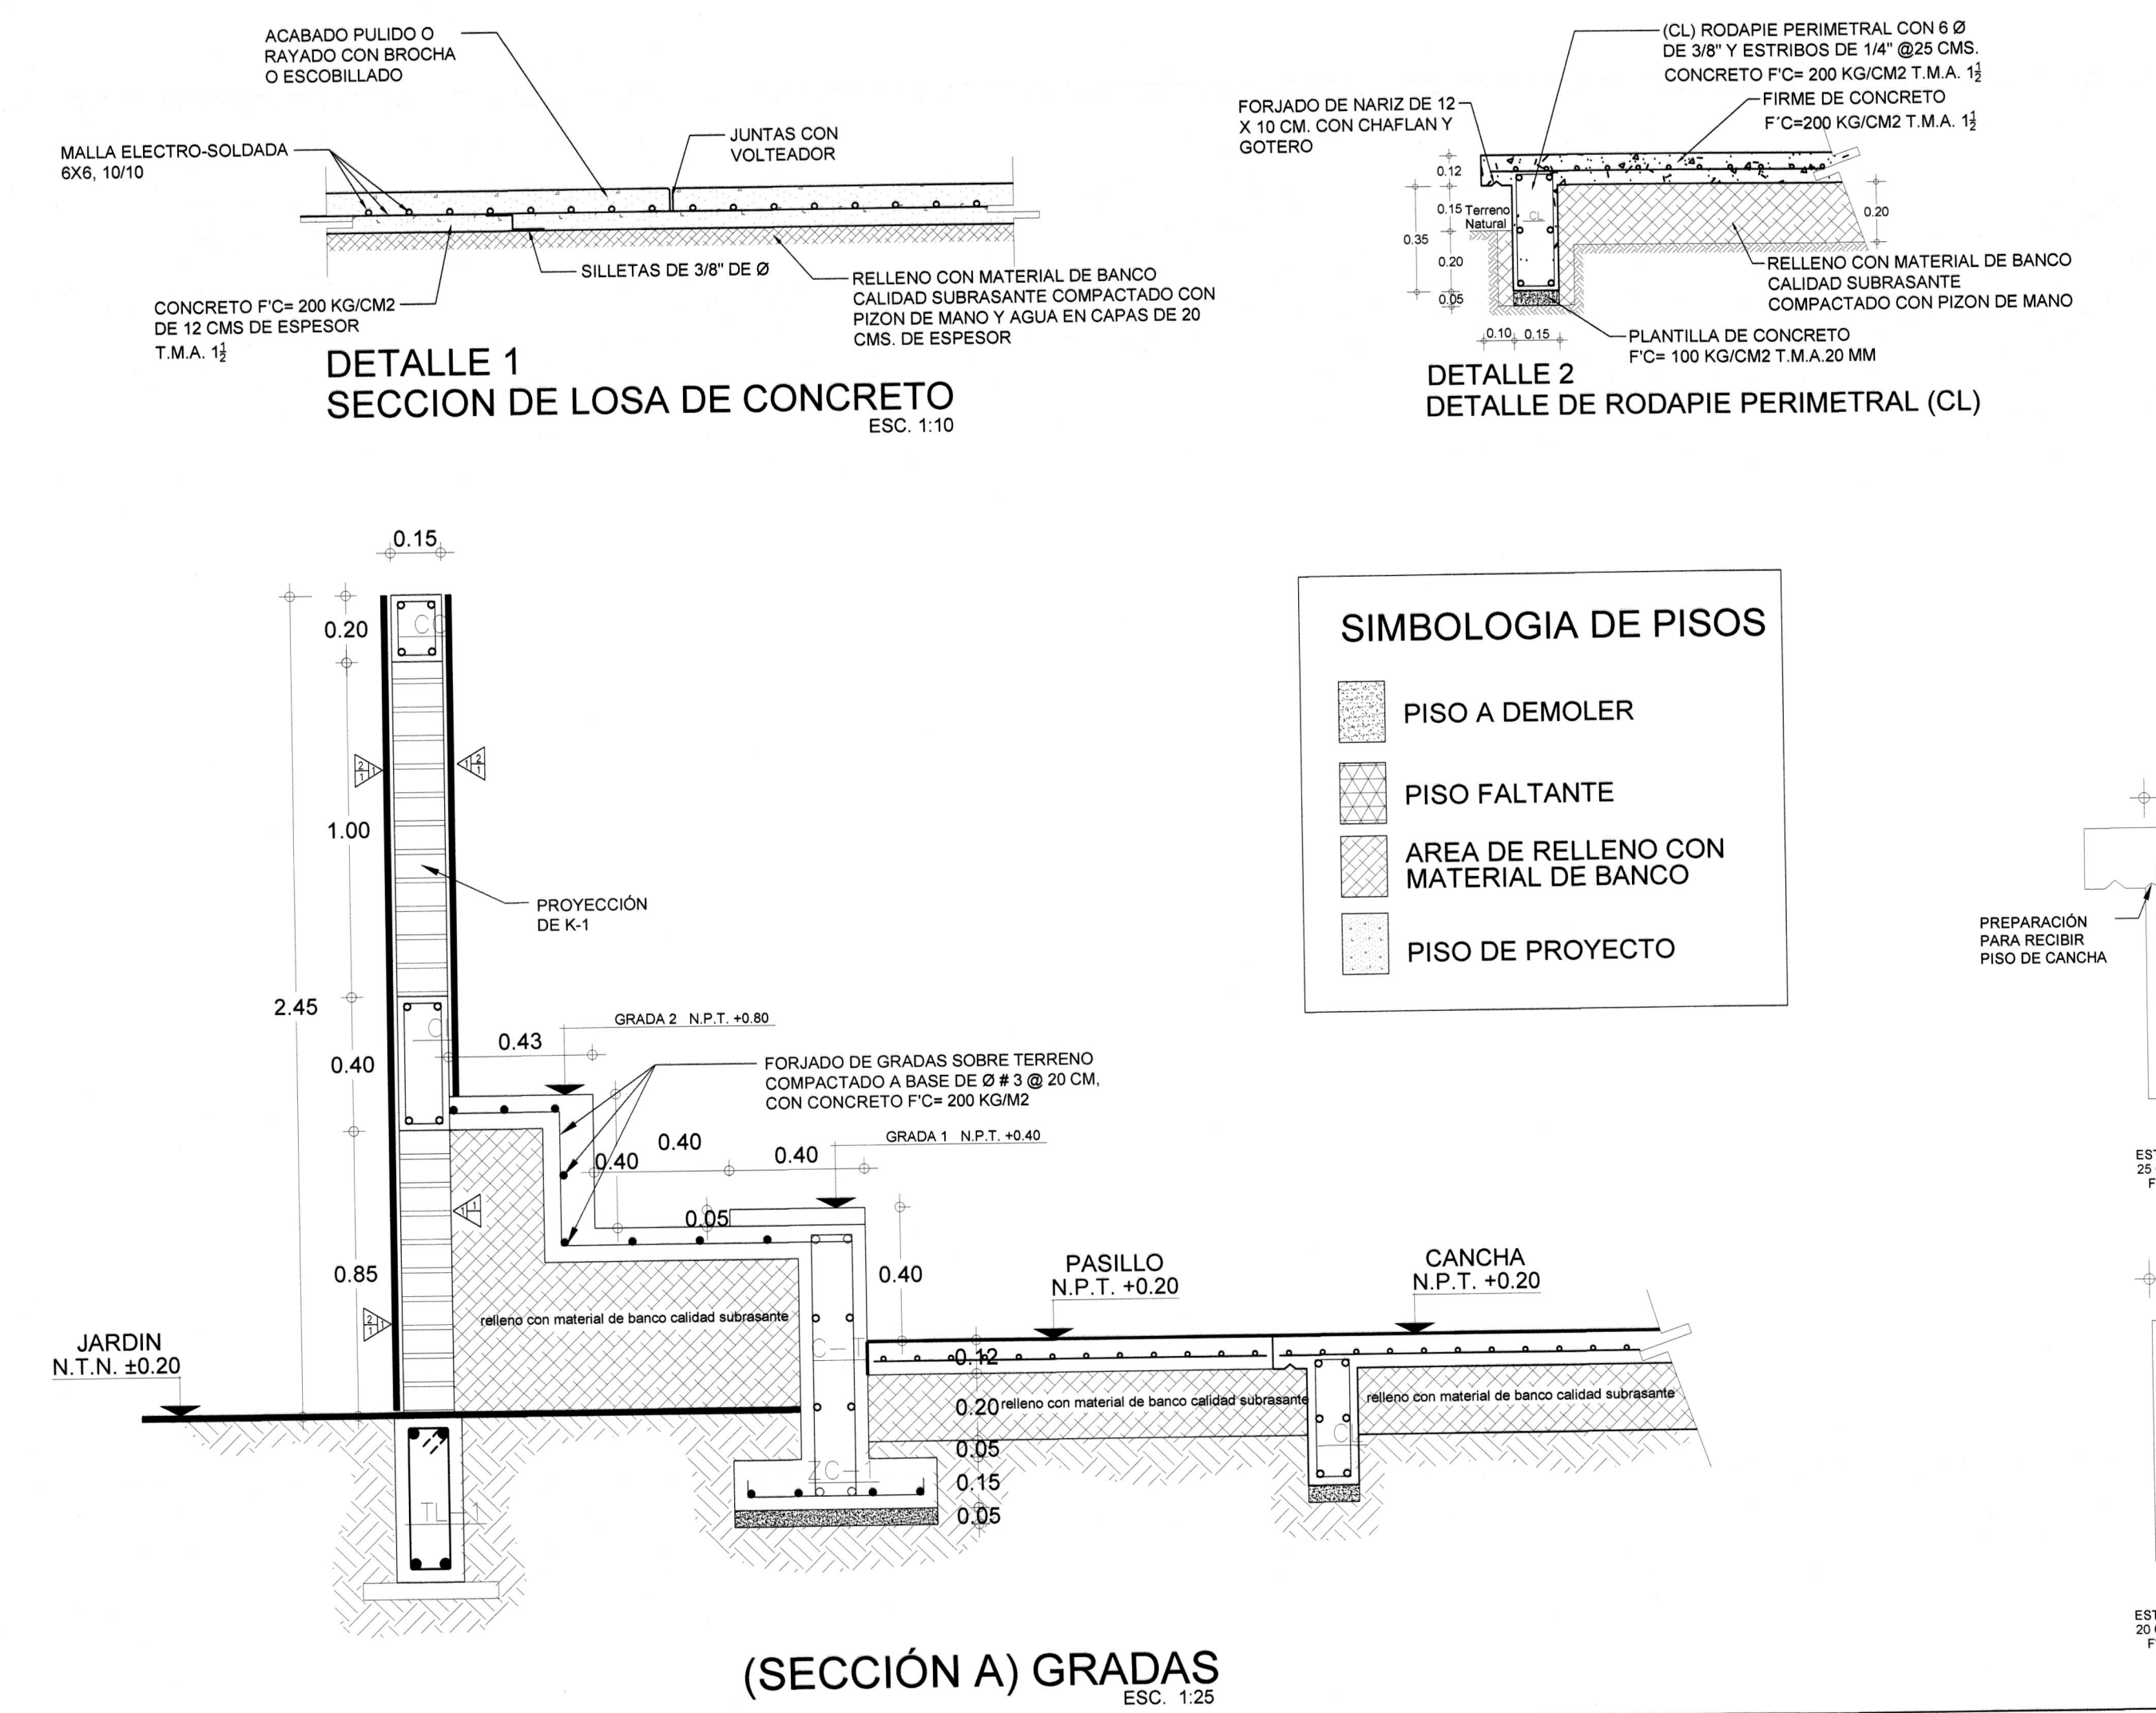 ACABADO PULIDO O
RAYADO CON BROCHA
O ESCOBILLADO
MALLA ELECTRO-SOLDADA
6X6, 10/10
JUNTAS CON
VOLTEADOR
SILLETAS DE 3/8" DE Ø
CONCRETO F'C= 200 KG/CM2
DE 12 CMS DE ESPESOR
T.M.A. 1½
RELLENO CON MATERIAL DE BANCO
CALIDAD SUBRASANTE COMPACTADO CON
PIZON DE MANO Y AGUA EN CAPAS DE 20
CMS. DE ESPESOR
DETALLE 1
SECCION DE LOSA DE CONCRETO
ESC. 1:10
(CL) RODAPIE PERIMETRAL CON 6 Ø
DE 3/8" Y ESTRIBOS DE 1/4" @25 CMS.
CONCRETO F'C= 200 KG/CM2 T.M.A. 1½
FIRME DE CONCRETO
F´C=200 KG/CM2 T.M.A. 1½
FORJADO DE NARIZ DE 12
X 10 CM. CON CHAFLAN Y
GOTERO
0.12
0.15
Terreno
Natural
CL
0.20
0.35
0.20
0.05
RELLENO CON MATERIAL DE BANCO
CALIDAD SUBRASANTE
COMPACTADO CON PIZON DE MANO
0.10
0.15
PLANTILLA DE CONCRETO
F'C= 100 KG/CM2 T.M.A.20 MM
DETALLE 2
DETALLE DE RODAPIE PERIMETRAL (CL)
0.15
0.20
1.00
2.45
0.40
0.85
2
1
1
1
2
1
PROYECCIÓN
DE K-1
0.43
GRADA 2 N.P.T. +0.80
FORJADO DE GRADAS SOBRE TERRENO
COMPACTADO A BASE DE Ø # 3 @ 20 CM,
CON CONCRETO F'C= 200 KG/M2
0.40
0.40
0.40
GRADA 1 N.P.T. +0.40
0.05
1
1
0.40
relleno con material de banco calidad subrasante
2
1
1
JARDIN
N.T.N. ±0.20
PASILLO
N.P.T. +0.20
CANCHA
N.P.T. +0.20
0.12
0.20
relleno con material de banco calidad subrasante
relleno con material de banco calidad subrasante
0.05
0.15
0.05
(SECCIÓN A) GRADAS
ESC. 1:25
SIMBOLOGIA DE PISOS
PISO A DEMOLER
PISO FALTANTE
AREA DE RELLENO CON
MATERIAL DE BANCO
PISO DE PROYECTO
PREPARACIÓN
PARA RECIBIR
PISO DE CANCHA